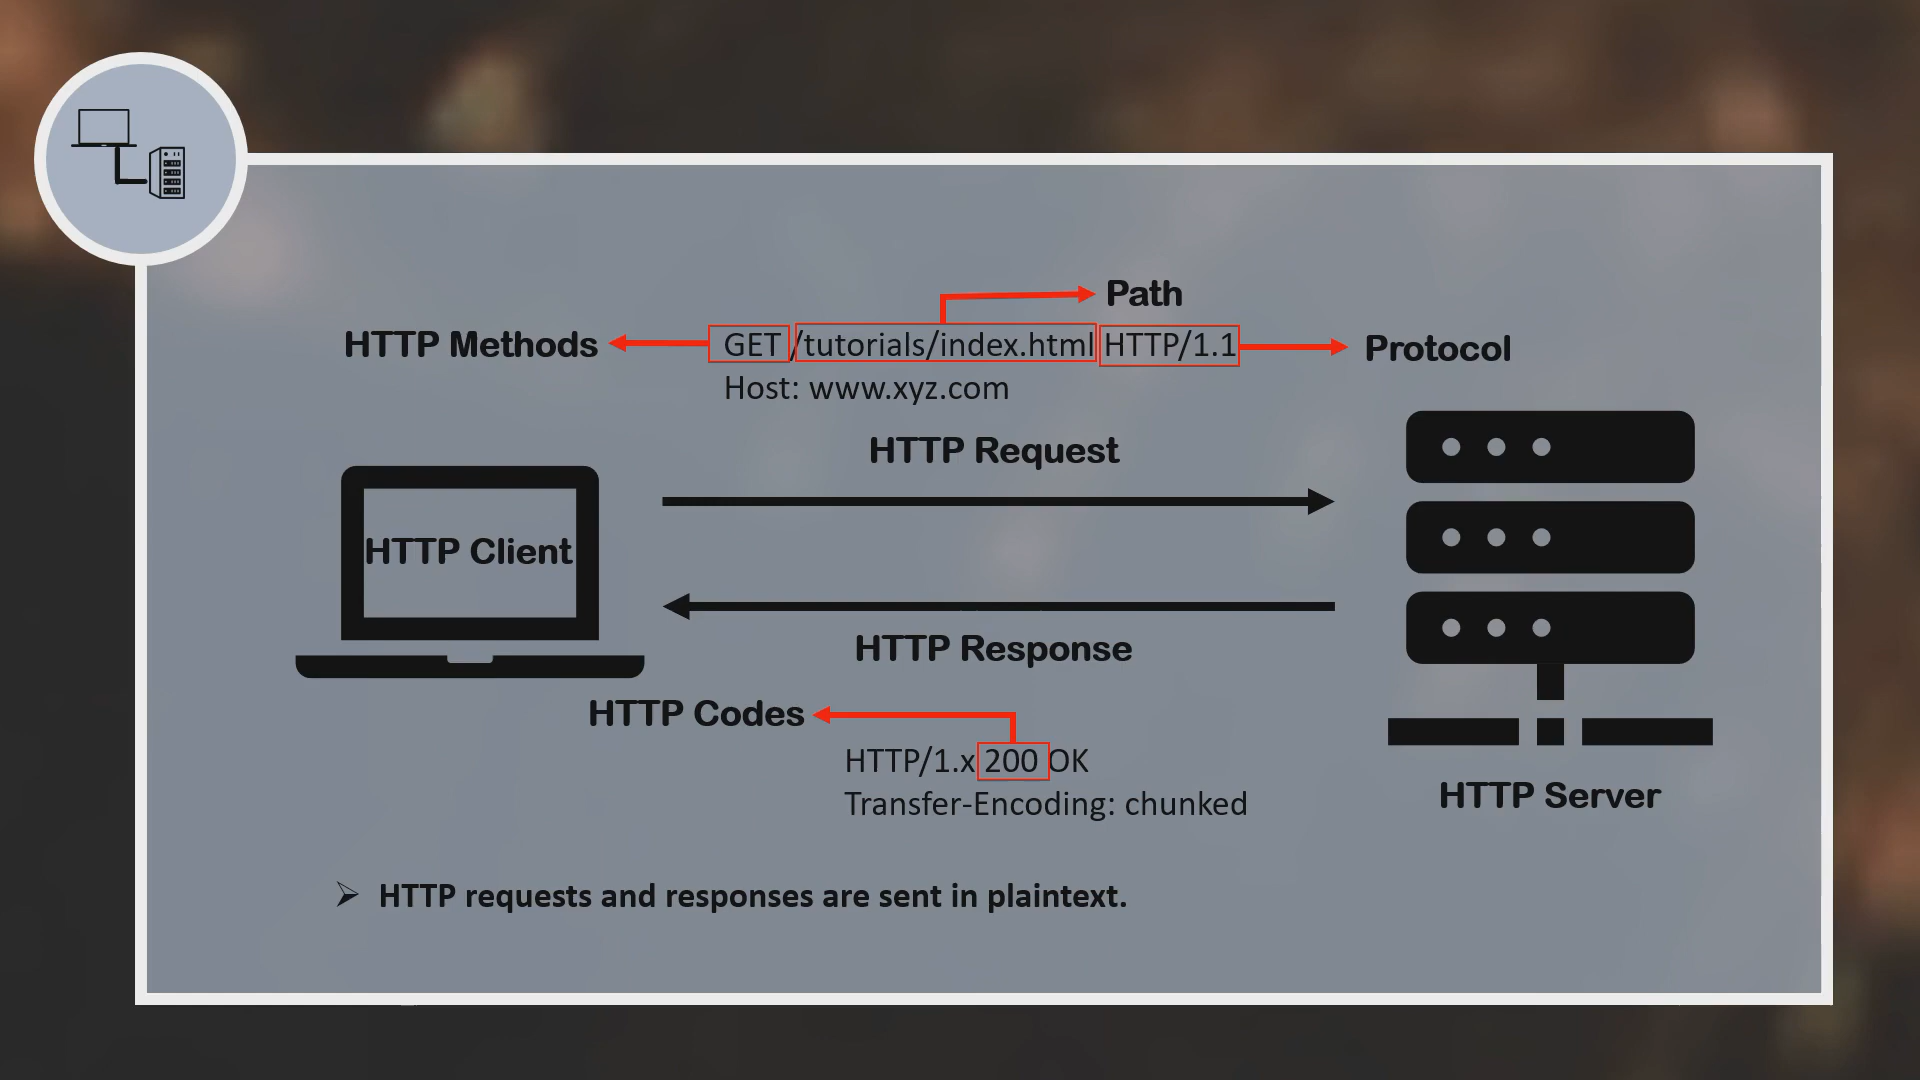 Path
HTTP Methods
GET /tutorials/index.html HTTP/1.1
Protocol
Host: www.xyz.com
HTTP Request
HTTP Client
HTTP Response
HTTP Codes
HTTP/1.x 200 OK
Transfer-Encoding: chunked
HTTP Server
HTTP requests and responses are sent in plaintext.